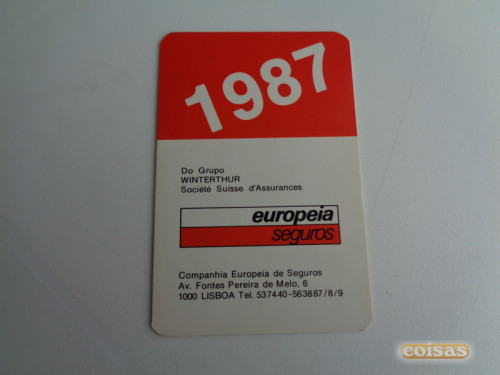 1987
Do Grupo
WINTERTHUR
Société Suisse d'Assurances
europeia
seguros
Companhia Europeia de Seguros
Av. Fontes Pereira de Melo, 6
1000 LISBOA Tel. 537440-563887/8/9
coisas